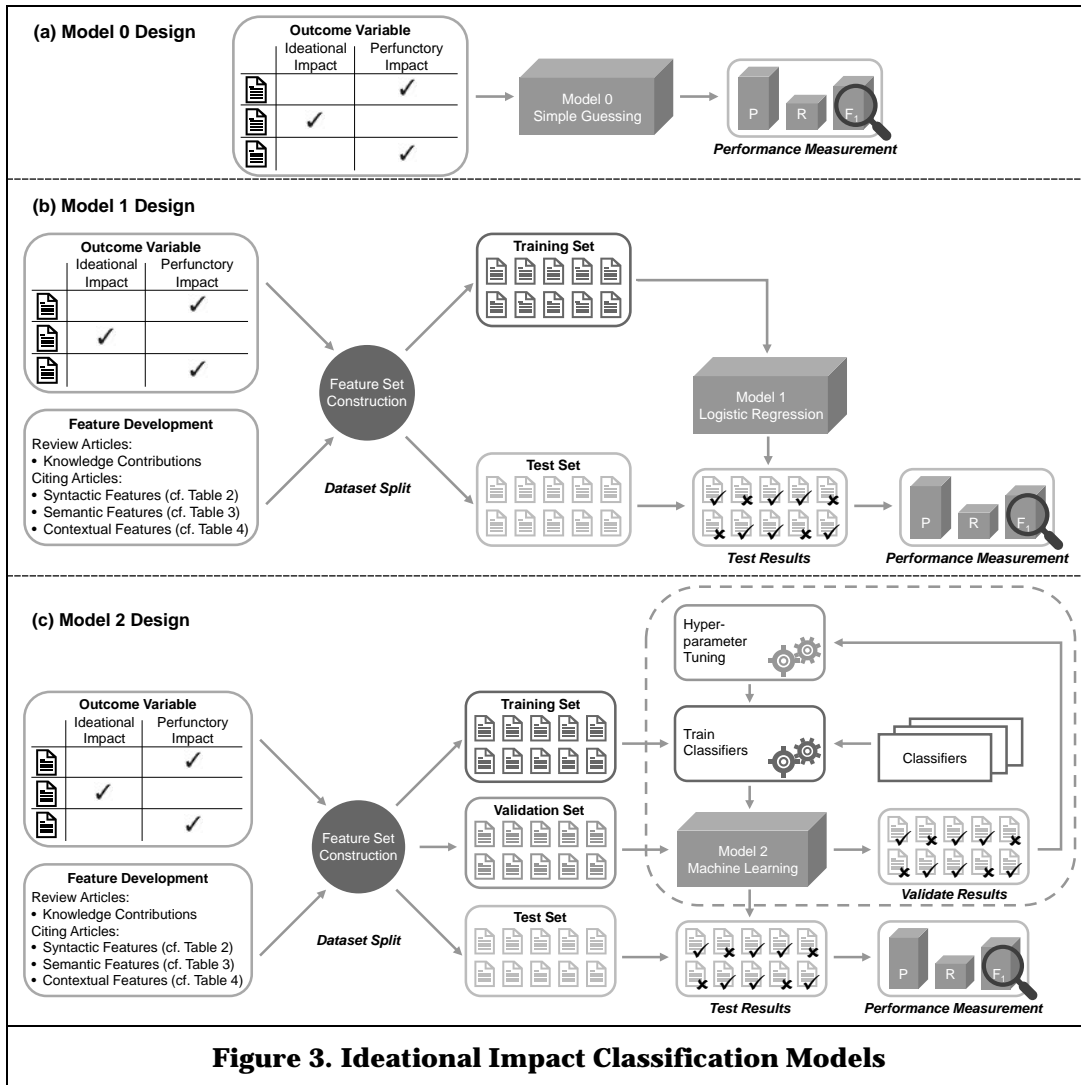 (a) Model 0 Design
Outcome Variable
Ideational Impact
Perfunctory Impact
Model 0
Simple Guessing
P
R
F1
Performance Measurement
(b) Model 1 Design
Outcome Variable
Ideational Impact
Perfunctory Impact
Feature Development
Review Articles:
• Knowledge Contributions
Citing Articles:
• Syntactic Features (cf. Table 2)
• Semantic Features (cf. Table 3)
• Contextual Features (cf. Table 4)
Feature Set
Construction
Dataset Split
Training Set
Test Set
Model 1
Logistic Regression
Test Results
P
R
F1
Performance Measurement
(c) Model 2 Design
Outcome Variable
Ideational Impact
Perfunctory Impact
Feature Development
Review Articles:
• Knowledge Contributions
Citing Articles:
• Syntactic Features (cf. Table 2)
• Semantic Features (cf. Table 3)
• Contextual Features (cf. Table 4)
Feature Set
Construction
Dataset Split
Training Set
Validation Set
Test Set
Hyper-
parameter
Tuning
Train
Classifiers
Classifiers
Model 2
Machine Learning
Validate Results
Test Results
P
R
F1
Performance Measurement
Figure 3. Ideational Impact Classification Models